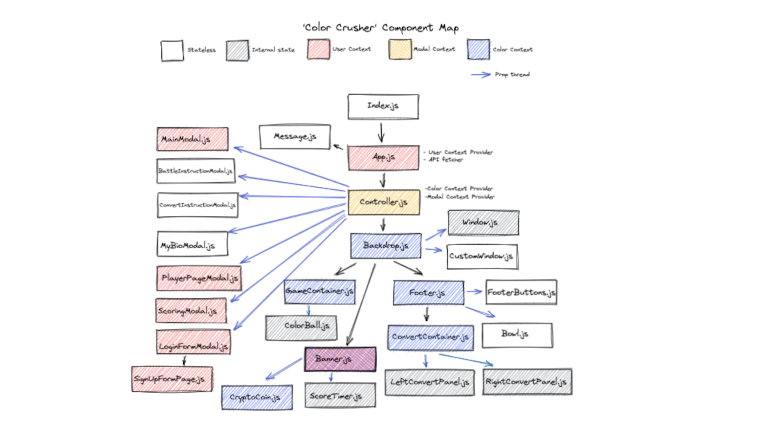 'Color Crusher' Component Map
Stateless
Internal state
User Context
Modal Context
Color Context
Prop thread
Index.js
Message.js
MainModal.js
App.js
- User Context Provider
- API fetcher
BattleInstructionModal.js
ConvertInstructionModal.js
Controller.js
-Color Context Provider
-Modal Context Provider
Window.js
MyBioModal.js
Backdrop.js
CustomWindow.js
PlayerPageModal.js
GameContainer.js
Footer.js
FooterButtons.js
ScoringModal.js
ColorBall.js
Bowl.js
LoginFormModal.js
ConvertContainer.js
Banner.js
SignUpFormPage.js
CryptoCoin.js
ScoreTimer.js
LeftConvertPanel.js
RightConvertPanel.js